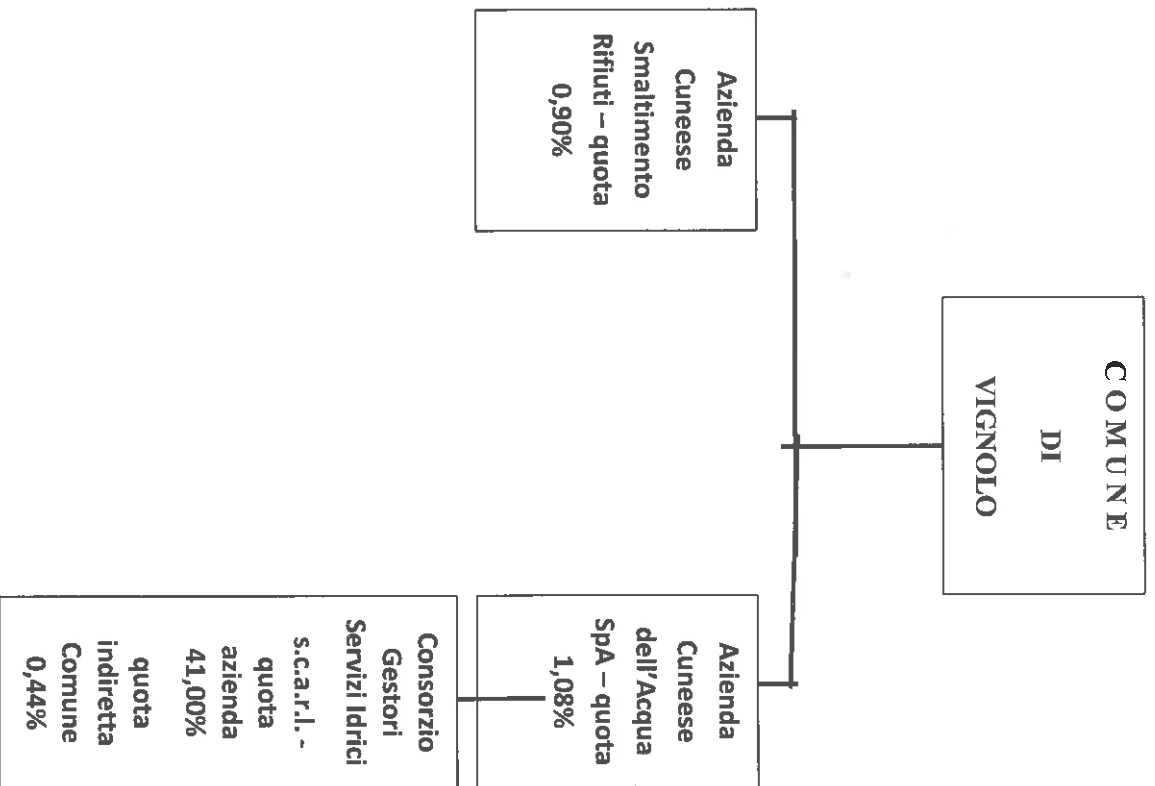 COMUNE
DI
VIGNOLO
Azienda
Cuneese
Smaltimento
Rifiuti – quota
0,90%
Azienda
Cuneese
dell'Acqua
SpA – quota
1,08%
Consorzio
Gestori
Servizi Idrici
s.c.a.r.l. -
quota
azienda
41,00%
quota
indiretta
Comune
0,44%